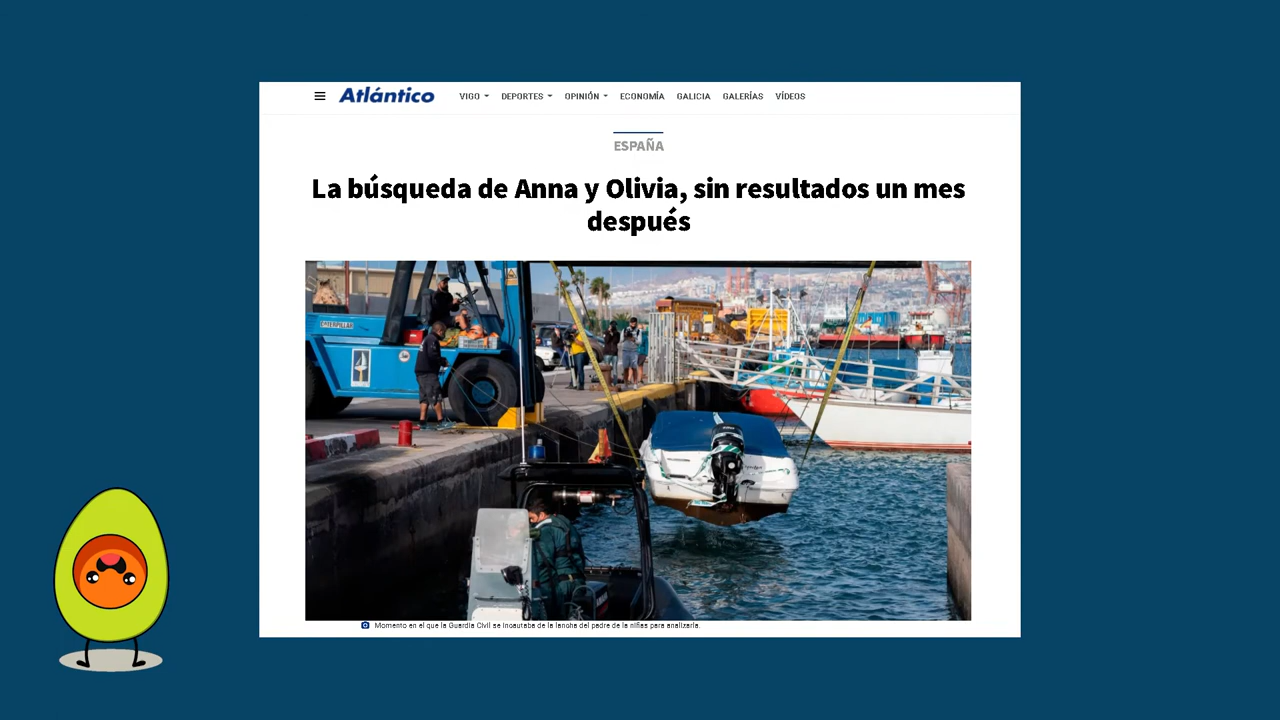 Atlántico
VIGO DEPORTES OPINIÓN ECONOMÍA GALICIA GALERÍAS VÍDEOS
ESPAÑA
La búsqueda de Anna y Olivia, sin resultados un mes
después
CATERPILLAR
Momento en el que la Guardia Civil se incautaba de la lancha del padre de la niñas para analizarla.